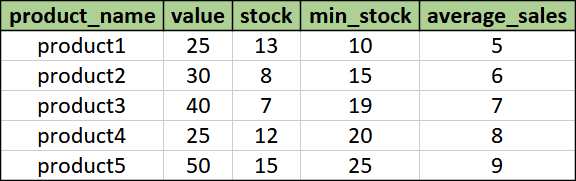 product_name value stock min_stock average_sales
product1 25 13 10 5
product2 30 8 15 6
product3 40 7 19 7
product4 25 12 20 8
product5 50 15 25 9